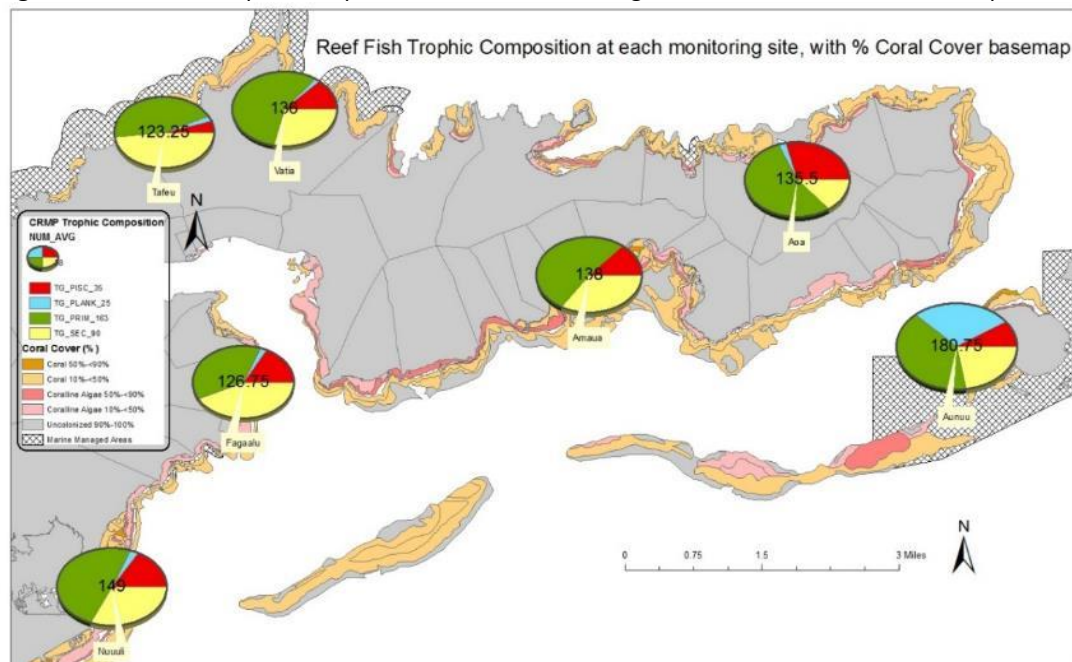 Reef Fish Trophic Composition at each monitoring site, with % Coral Cover basemap
136
123.25
Vatia
Tafeu
135.5
Aoa
N
CRMP Trophic Composition
NUM_AVG
TG_PISC_35
TG_PLANK_25
TG_PRIM_163
TG_SEC_90
Coral Cover (%)
Coral 50%-<90%
Coral 10%-<50%
Coralline Algae 50%-<90%
Coralline Algae 10%-<50%
Uncolonized 90%-100%
Marine Managed Areas
138
Amaua
180.75
Aunuu
126.75
Fagaalu
N
0 0.75 1.5 3 Miles
149
Nuuuli